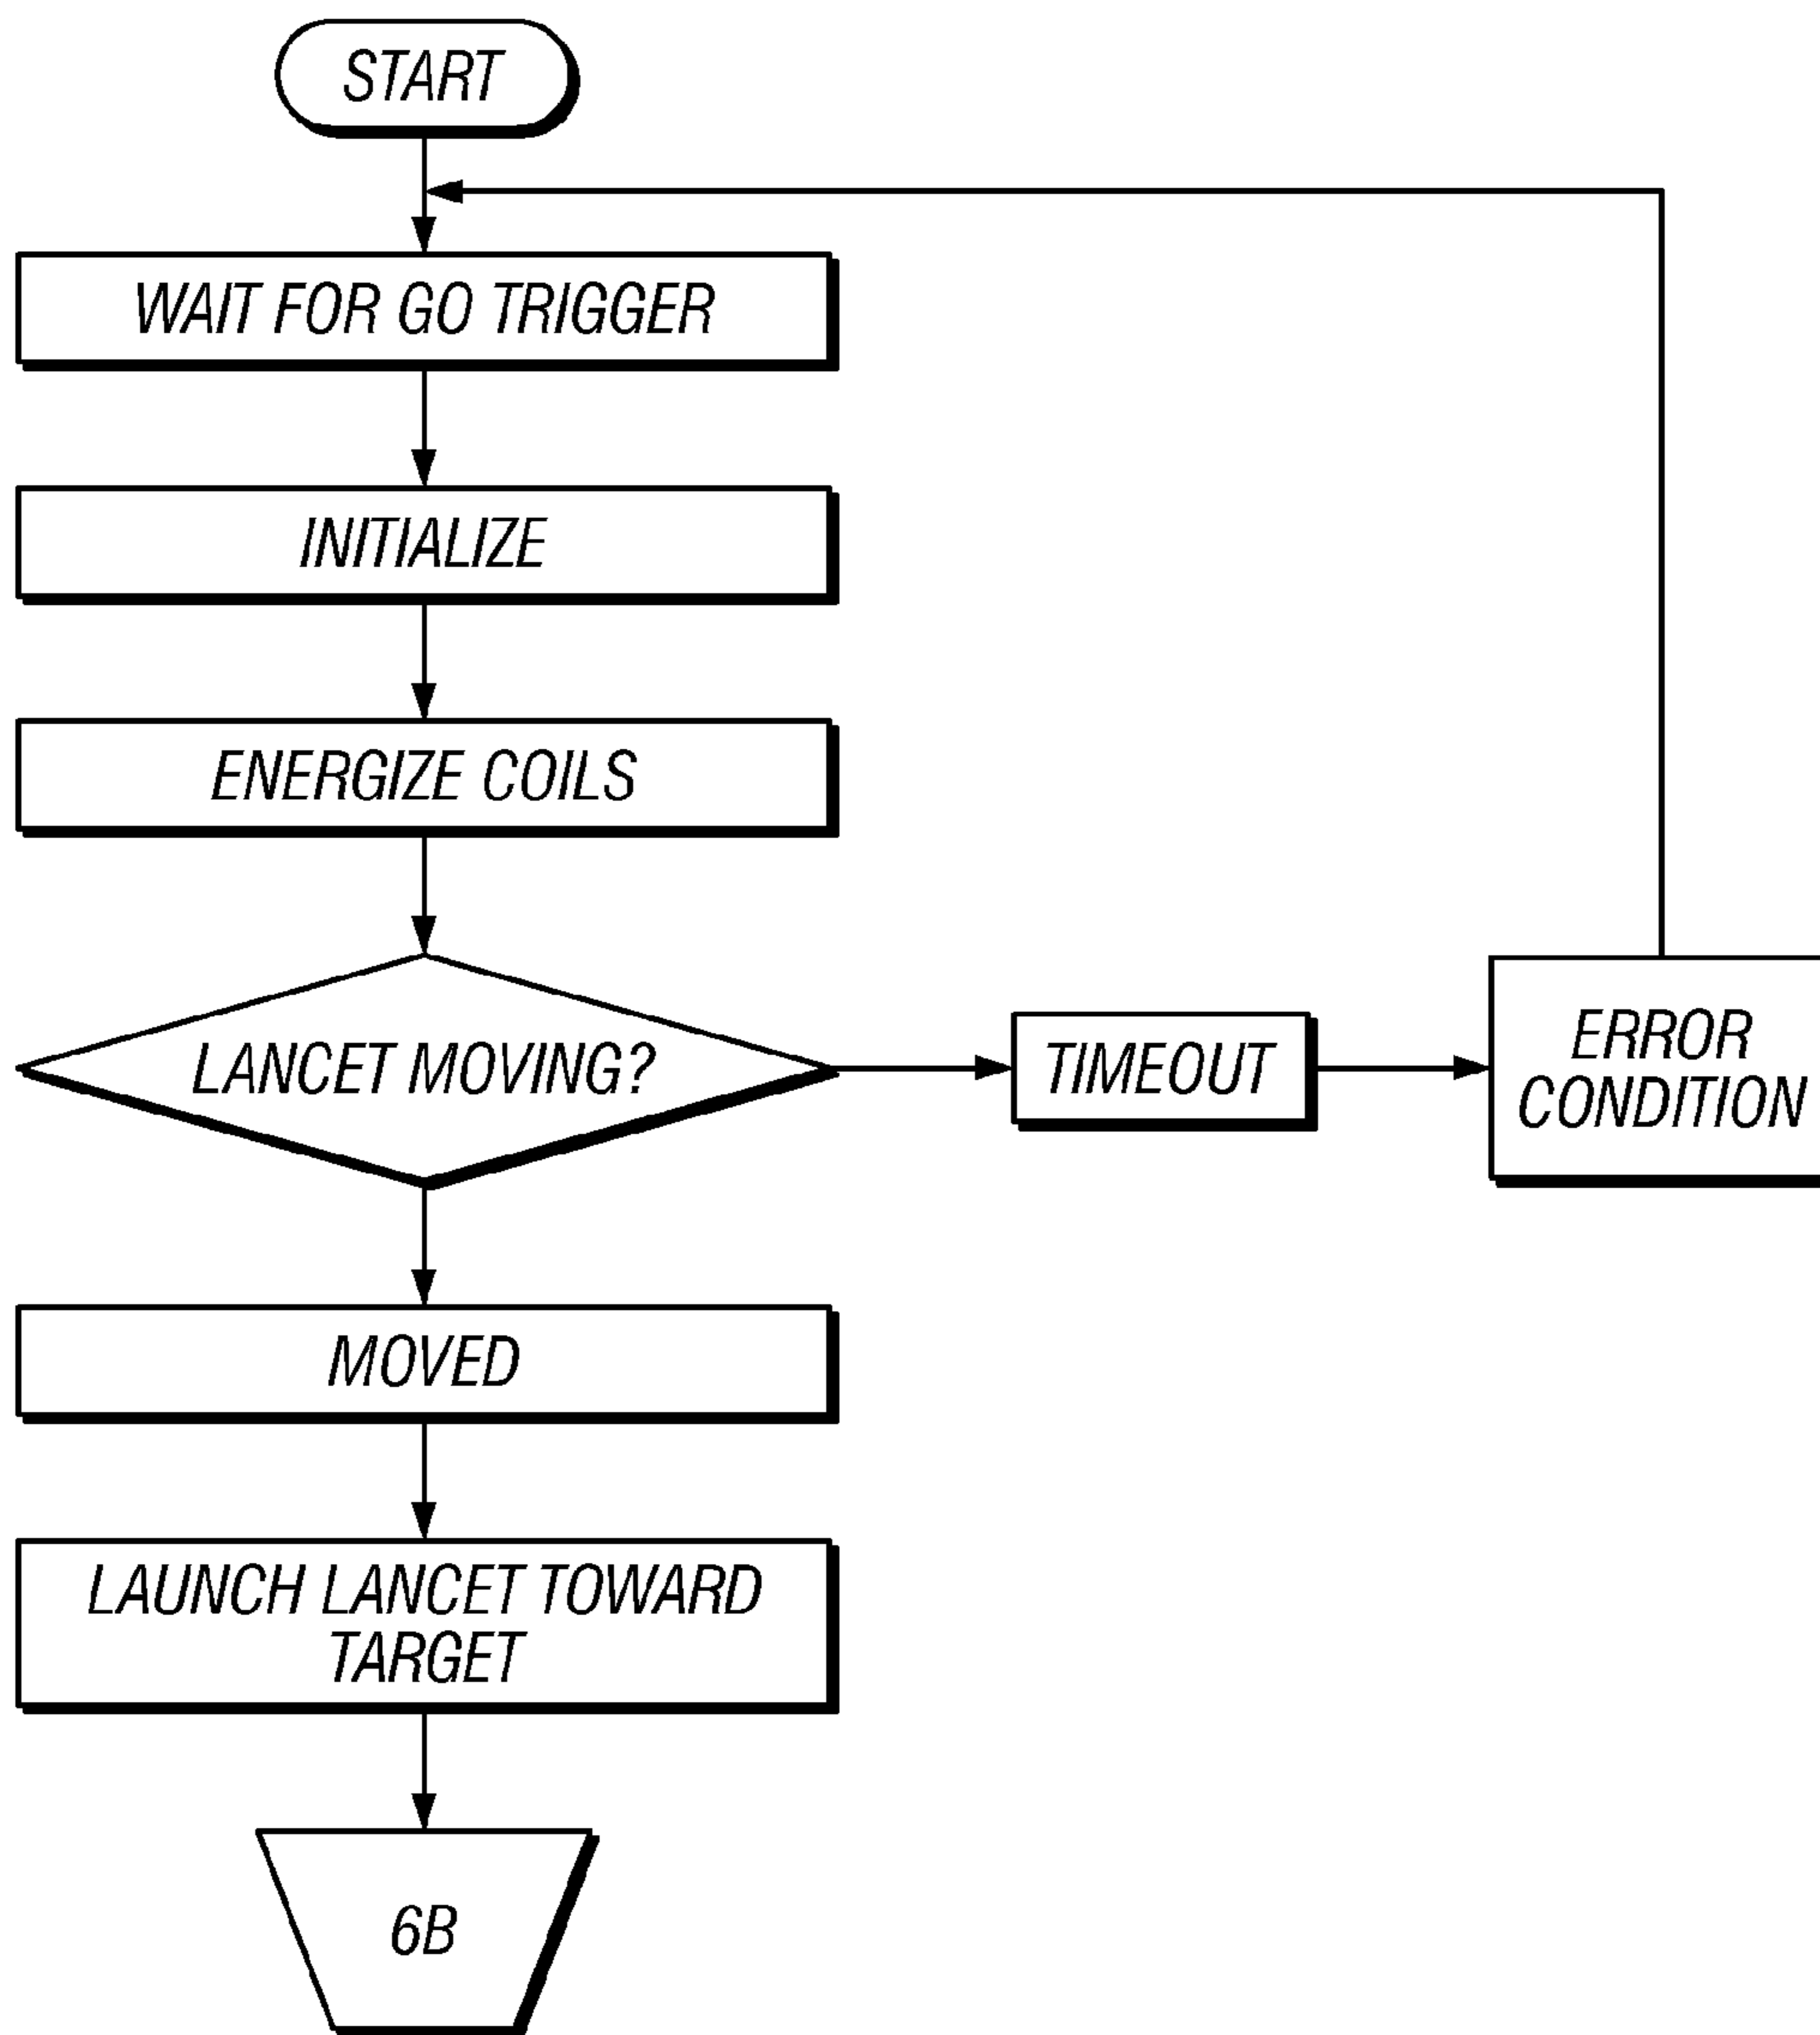 START
WAIT FOR GO TRIGGER
INITIALIZE
ENERGIZE COILS
LANCET MOVING?
TIMEOUT
ERROR
CONDITION
MOVED
LAUNCH LANCET TOWARD
TARGET
6B